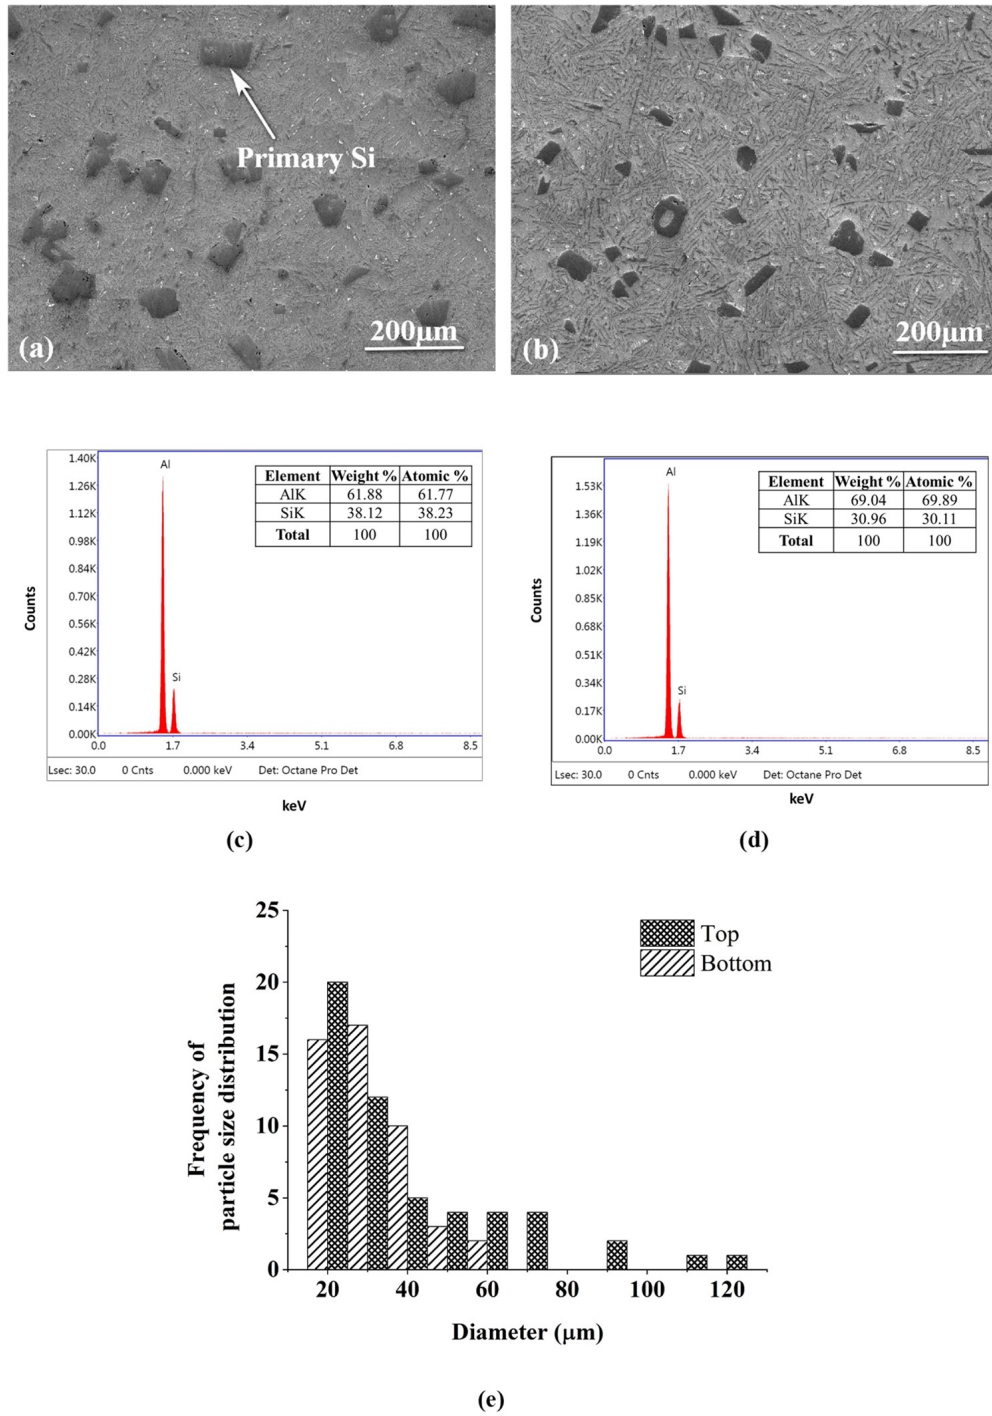 Primary Si
(a)
200μm
(b)
200μm
1.40K
1.26K
1.12K
0.98K
0.84K
0.70K
0.56K
0.42K
0.28K
0.14K
0.00K
Counts
Al
Si
Element Weight % Atomic %
AlK 61.88 61.77
SiK 38.12 38.23
Total 100 100
0.0 1.7 3.4 5.1 6.8 8.5
Lsec: 30.0 0 Cnts 0.000 keV Det: Octane Pro Det
keV
(c)
1.53K
1.36K
1.19K
1.02K
0.85K
0.68K
0.51K
0.34K
0.17K
0.00K
Counts
Al
Si
Element Weight % Atomic %
AlK 69.04 69.89
SiK 30.96 30.11
Total 100 100
0.0 1.7 3.4 5.1 6.8 8.5
Lsec: 30.0 0 Cnts 0.000 keV Det: Octane Pro Det
keV
(d)
25
20
15
10
5
0
Frequency of
particle size distribution
Top
Bottom
20 40 60 80 100 120
Diameter (μm)
(e)